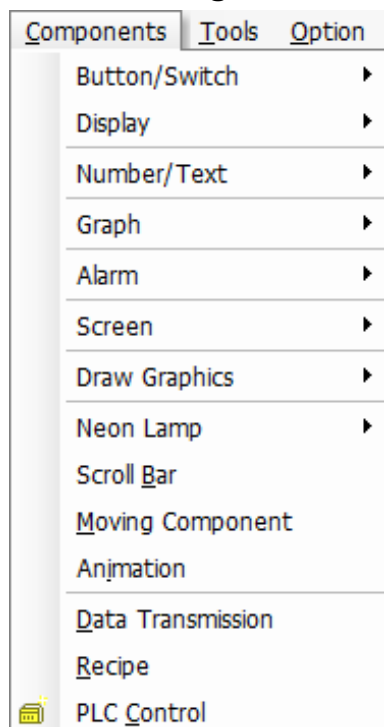 Components Tools Option
Button/Switch
Display
Number/Text
Graph
Alarm
Screen
Draw Graphics
Neon Lamp
Scroll Bar
Moving Component
Animation
Data Transmission
Recipe
PLC Control